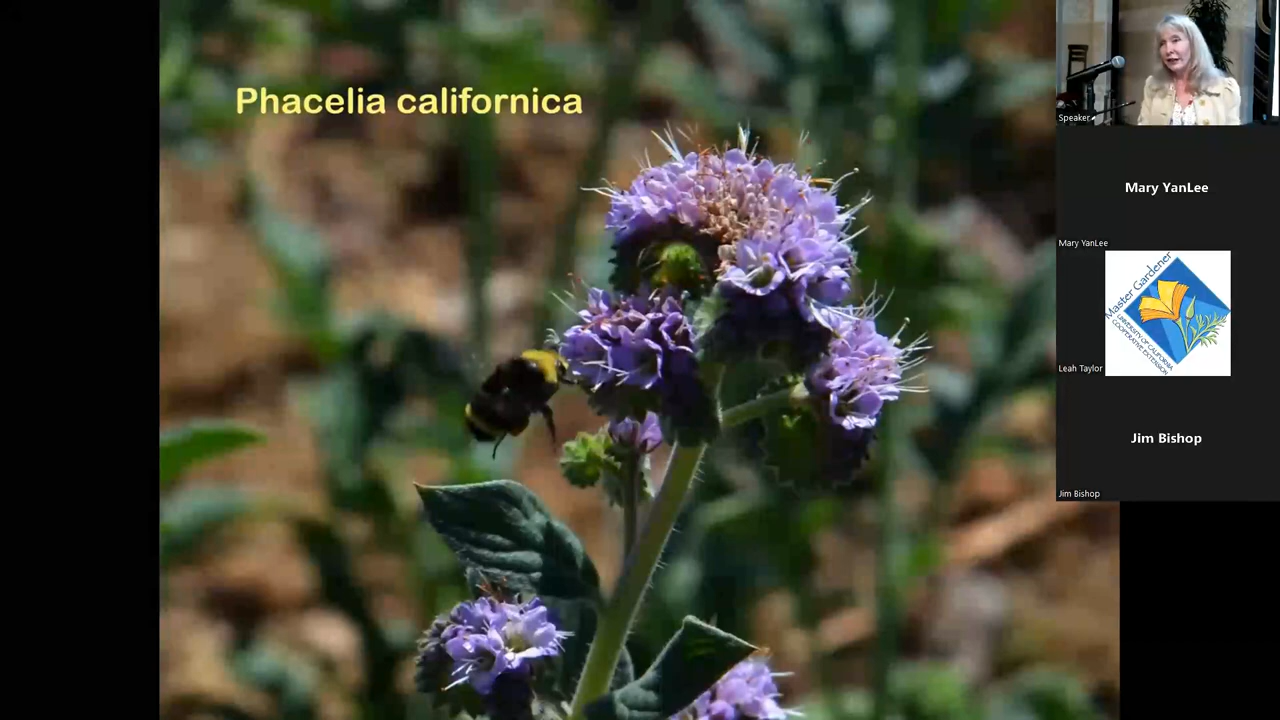 Phacelia californica
Speaker
Mary YanLee
Mary YanLee
Master Gardener
UNIVERSITY OF CALIFORNIA
COOPERATIVE EXTENSION
Leah Taylor
Jim Bishop
Jim Bishop